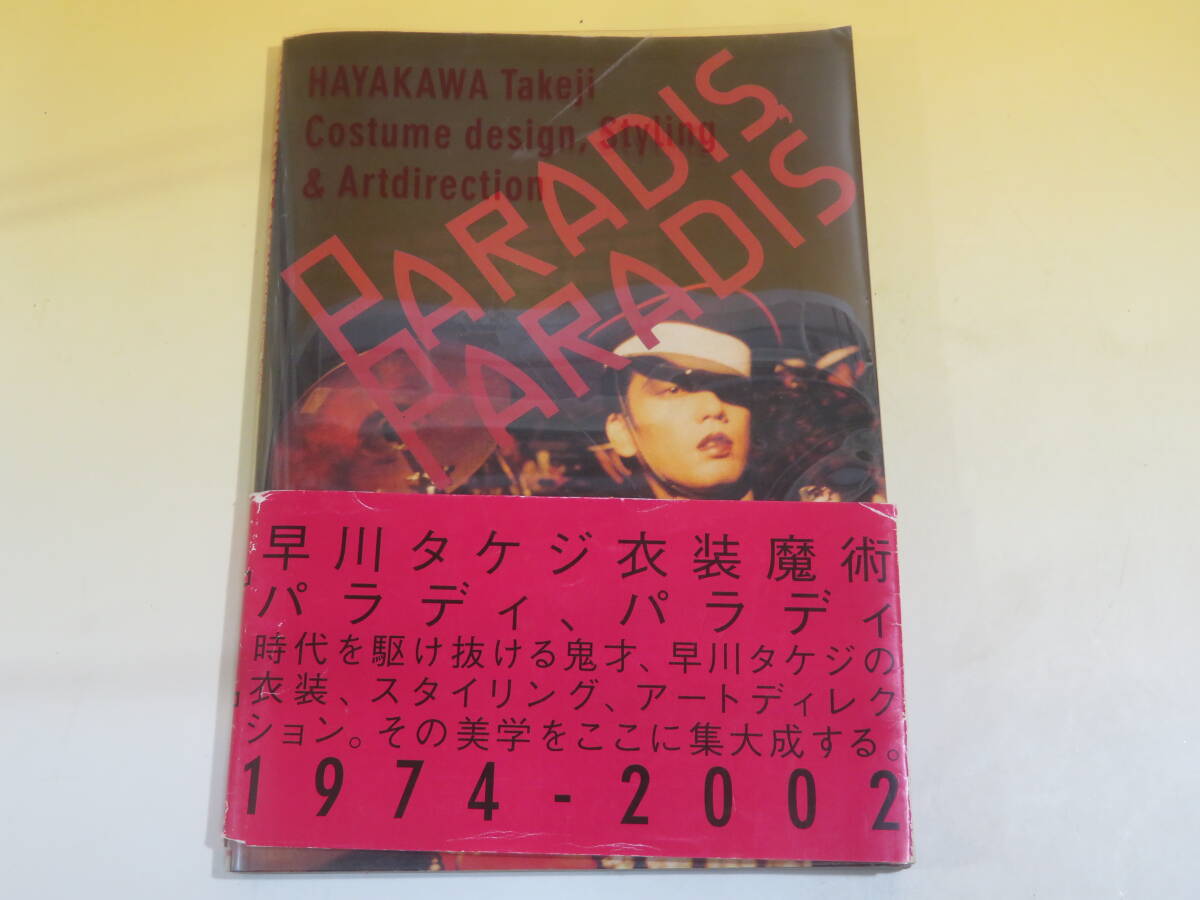 HAYAKAWA Takeji
Costume design, Styling
& Artdirection
PARADIS
PARADIS
早川タケジ衣装魔術
パラディ、パラディ
時代を駆け抜ける鬼才、早川タケジの
衣装、スタイリング、アートディレク
ション。その美学をここに集大成する。
1974-2002